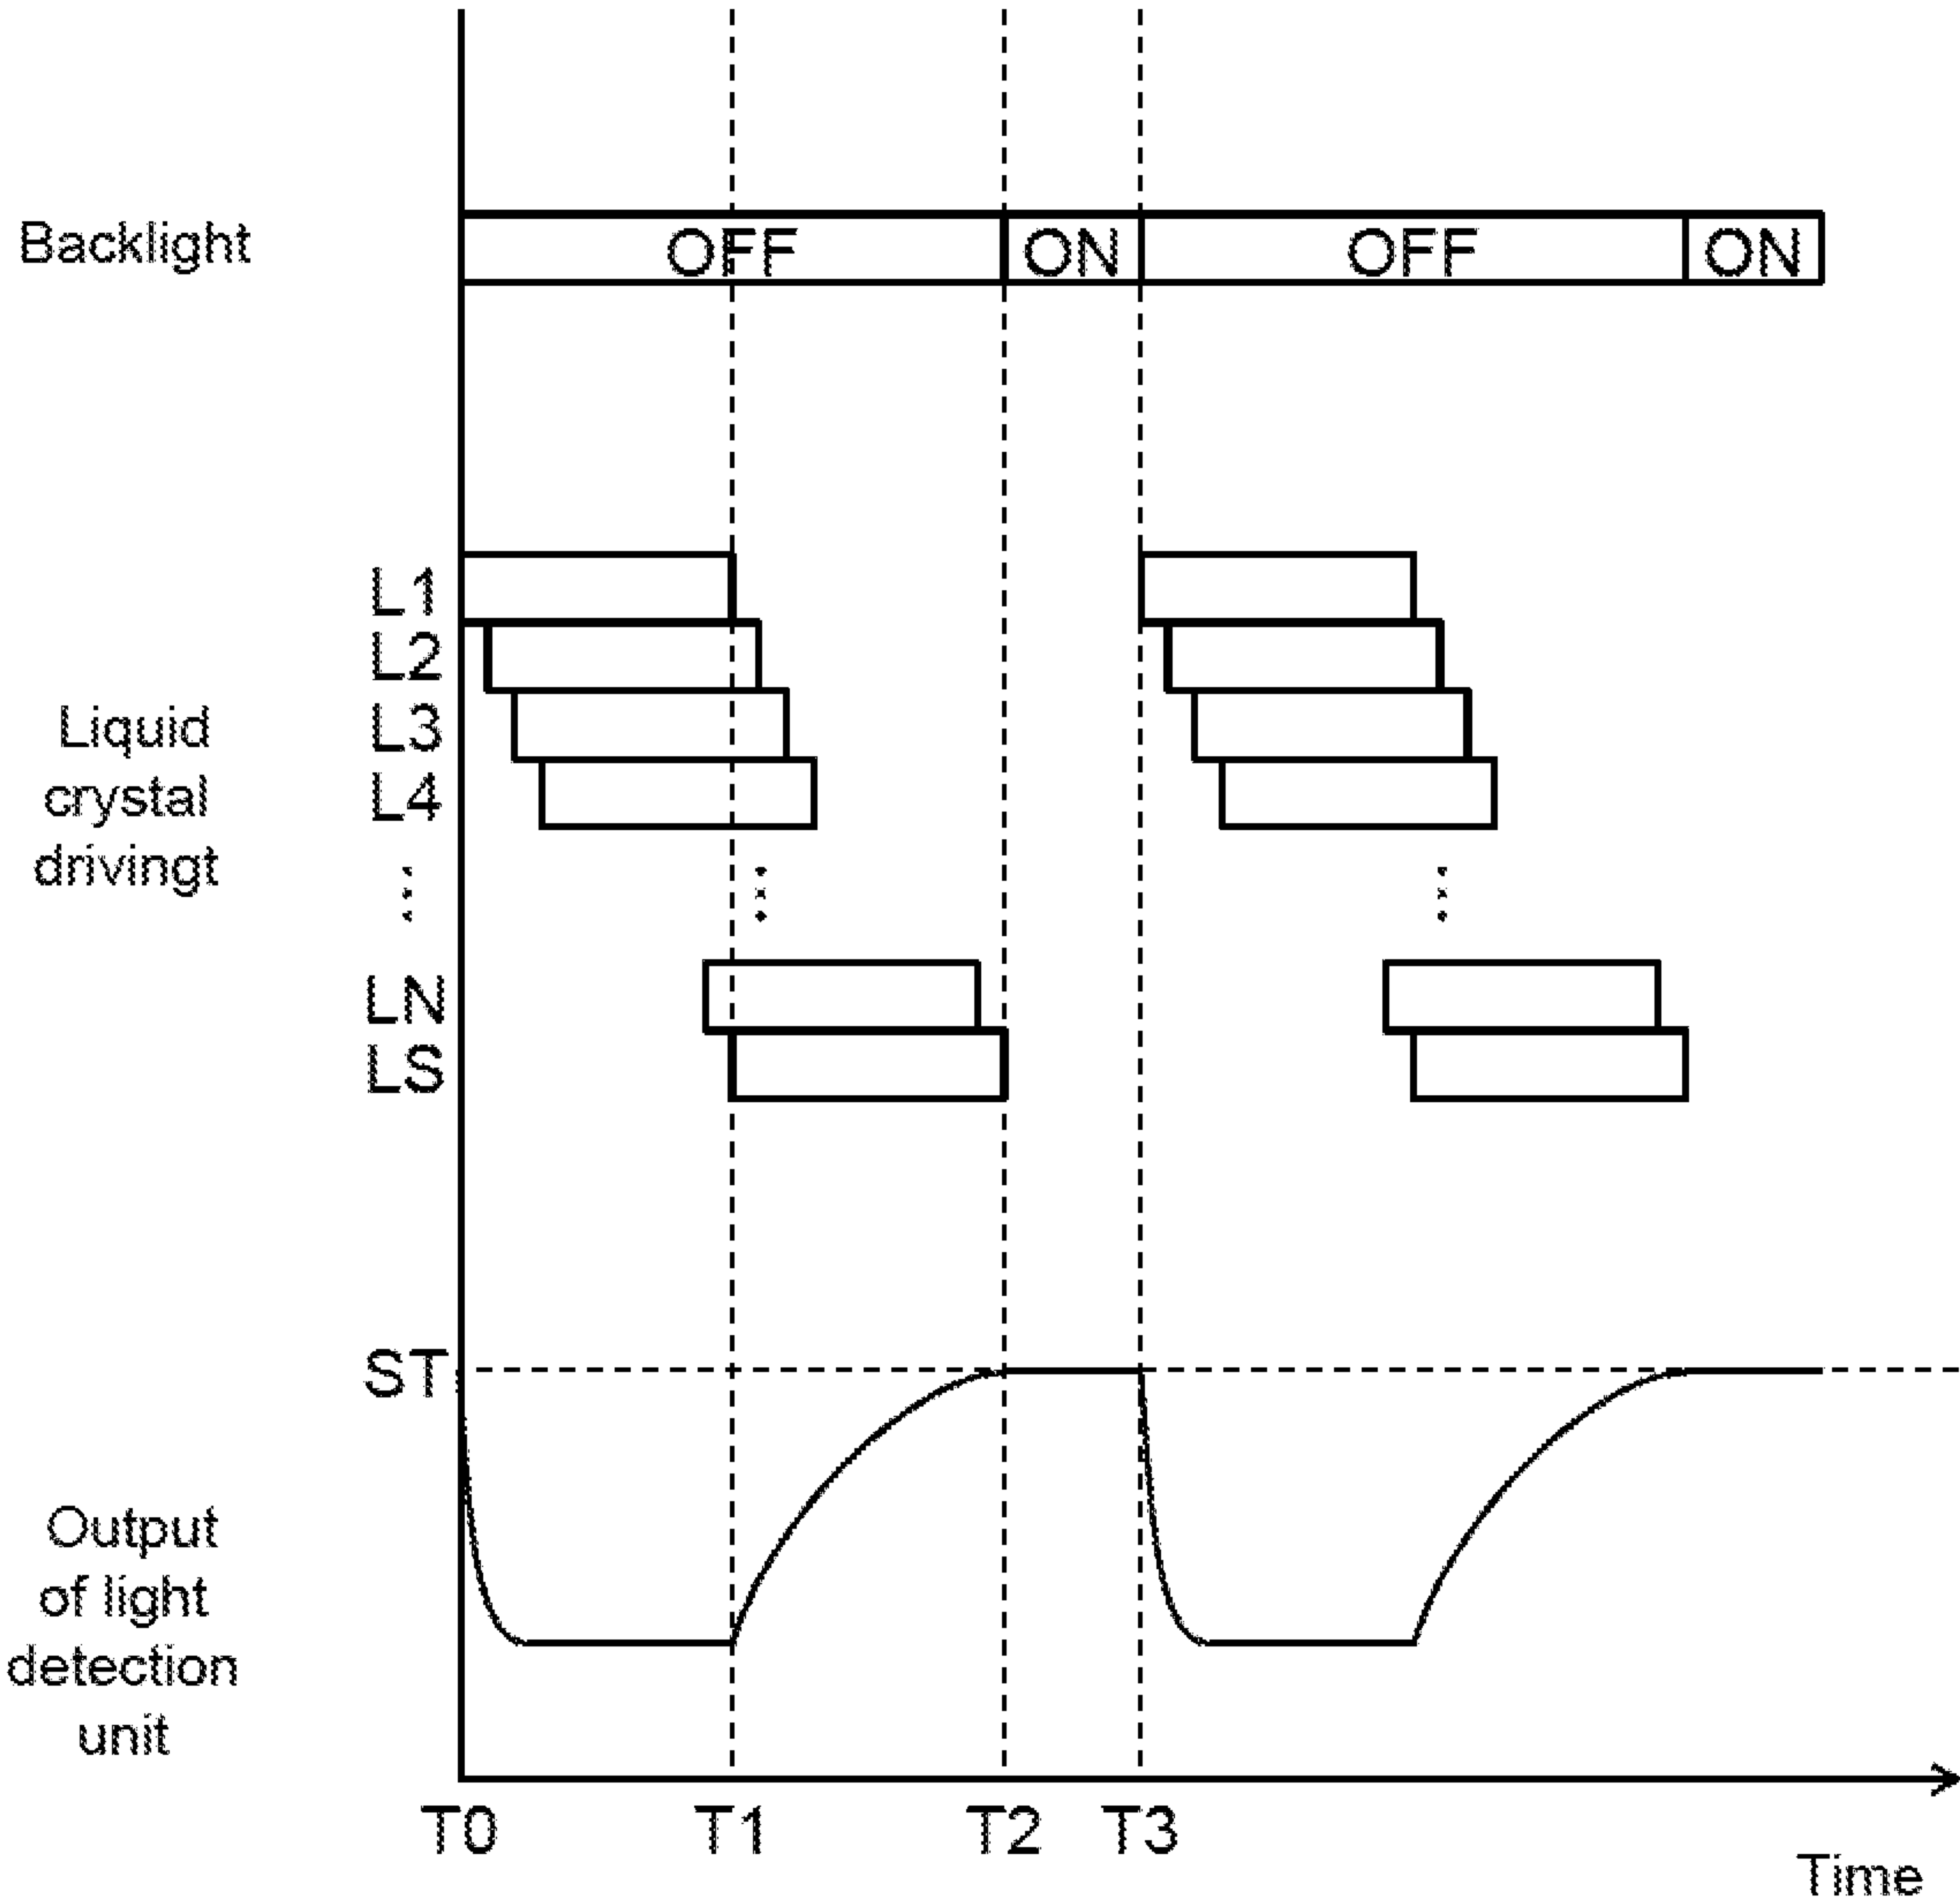 Backlight
OFF
ON
OFF
ON
L1
L2
L3
L4
Liquid
crystal
drivingt
LN
LS
ST
Output
of light
detection
unit
T0
T1
T2
T3
Time